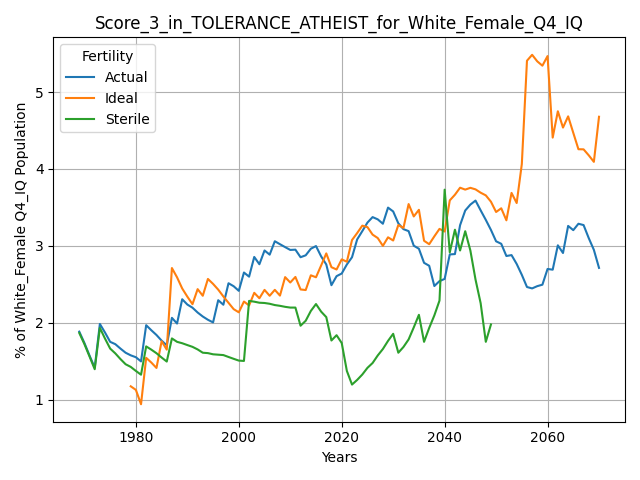 Score_3_in_TOLERANCE_ATHEIST_for_White_Female_Q4_IQ
Fertility
Actual
Ideal
Sterile
% of White_Female Q4_IQ Population
5
4
3
2
1
1980
2000
2020
2040
2060
Years